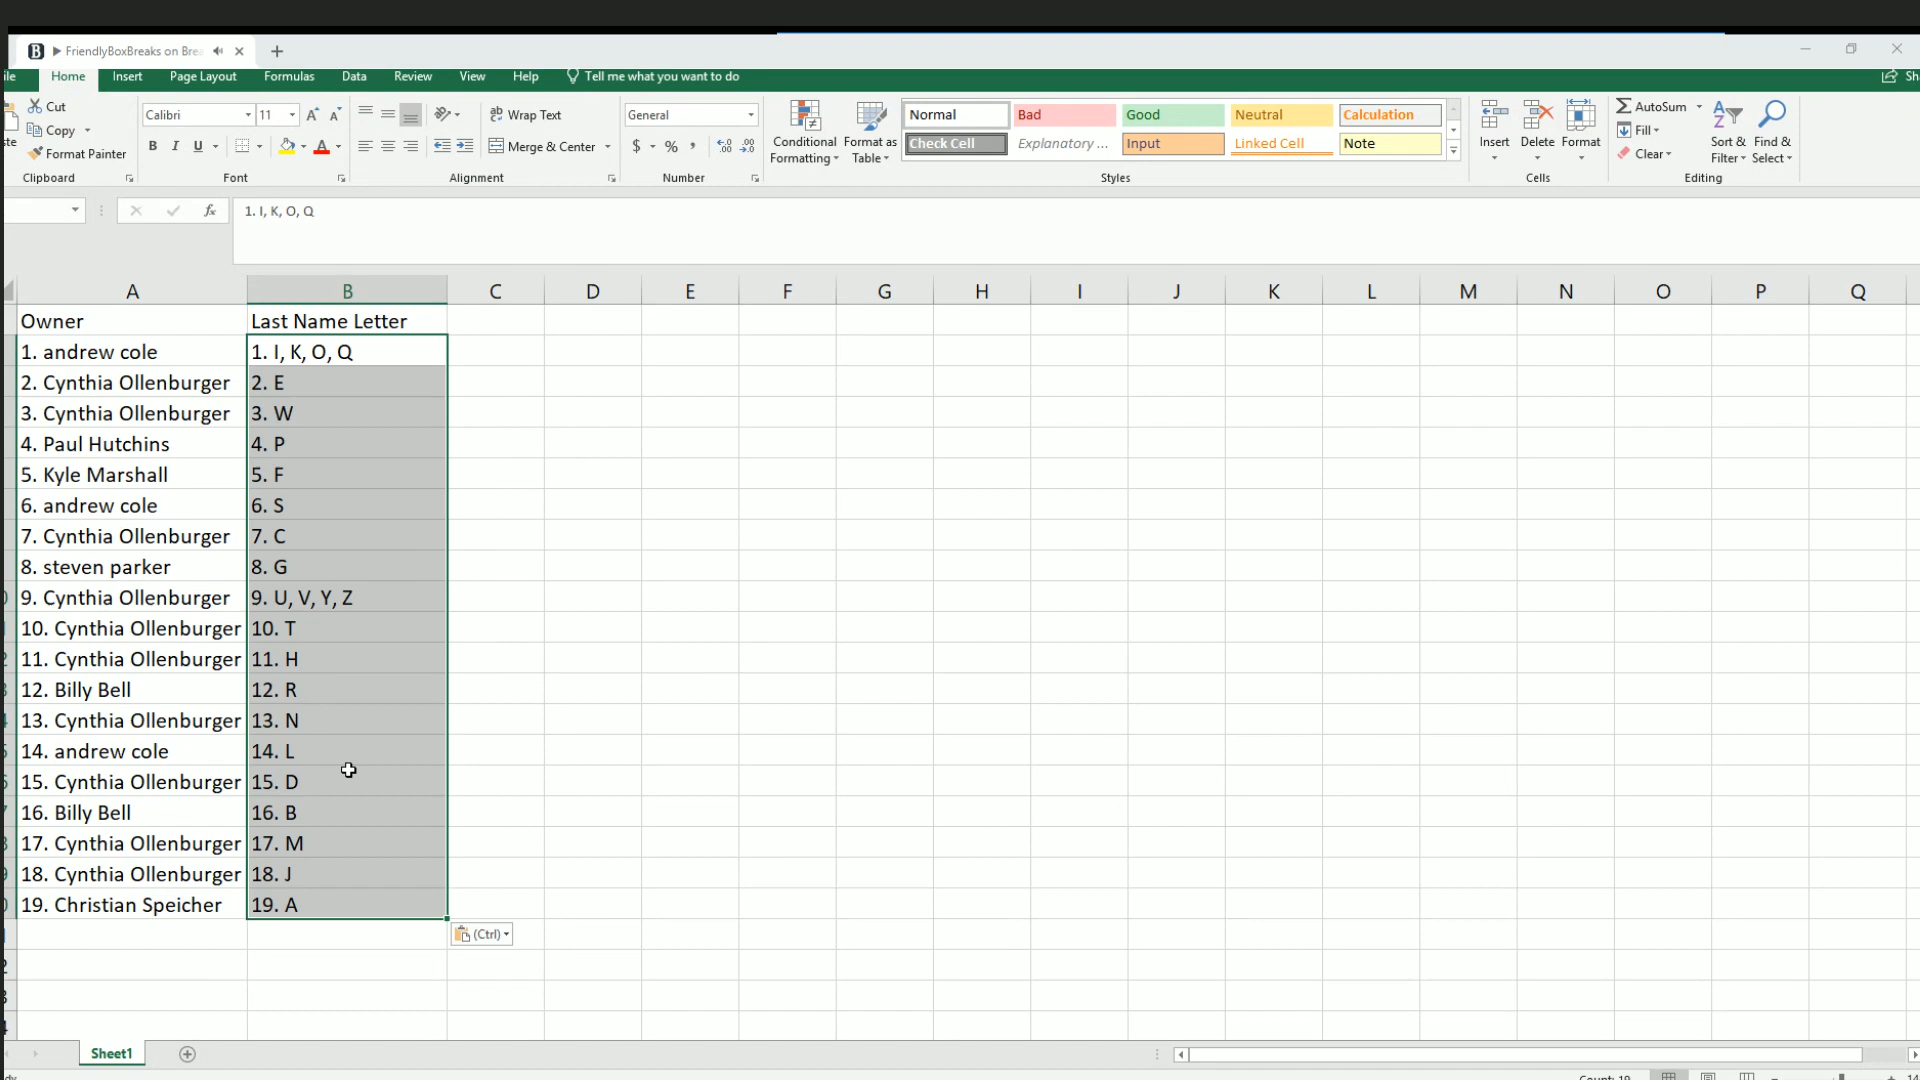 FriendlyBoxBreaks on Brea
Home Insert Page Layout Formulas Data Review View Help Tell me what you want to do
Cut
Copy
Format Painter
Clipboard
Calibri 11
B I U
Font
Wrap Text
Merge & Center
Alignment
General
$ % ,
Number
Conditional Formatting
Format as Table
Normal Bad Good Neutral Calculation
Check Cell Explanatory ... Input Linked Cell Note
Styles
Insert Delete Format
Cells
AutoSum
Fill
Clear
Sort & Filter
Find & Select
Editing
fx 1. I, K, O, Q
A B C D E F G H I J K L M N O P Q
Owner Last Name Letter
1. andrew cole 1. I, K, O, Q
2. Cynthia Ollenburger 2. E
3. Cynthia Ollenburger 3. W
4. Paul Hutchins 4. P
5. Kyle Marshall 5. F
6. andrew cole 6. S
7. Cynthia Ollenburger 7. C
8. steven parker 8. G
9. Cynthia Ollenburger 9. U, V, Y, Z
10. Cynthia Ollenburger 10. T
11. Cynthia Ollenburger 11. H
12. Billy Bell 12. R
13. Cynthia Ollenburger 13. N
14. andrew cole 14. L
15. Cynthia Ollenburger 15. D
16. Billy Bell 16. B
17. Cynthia Ollenburger 17. M
18. Cynthia Ollenburger 18. J
19. Christian Speicher 19. A
(Ctrl)
Sheet1